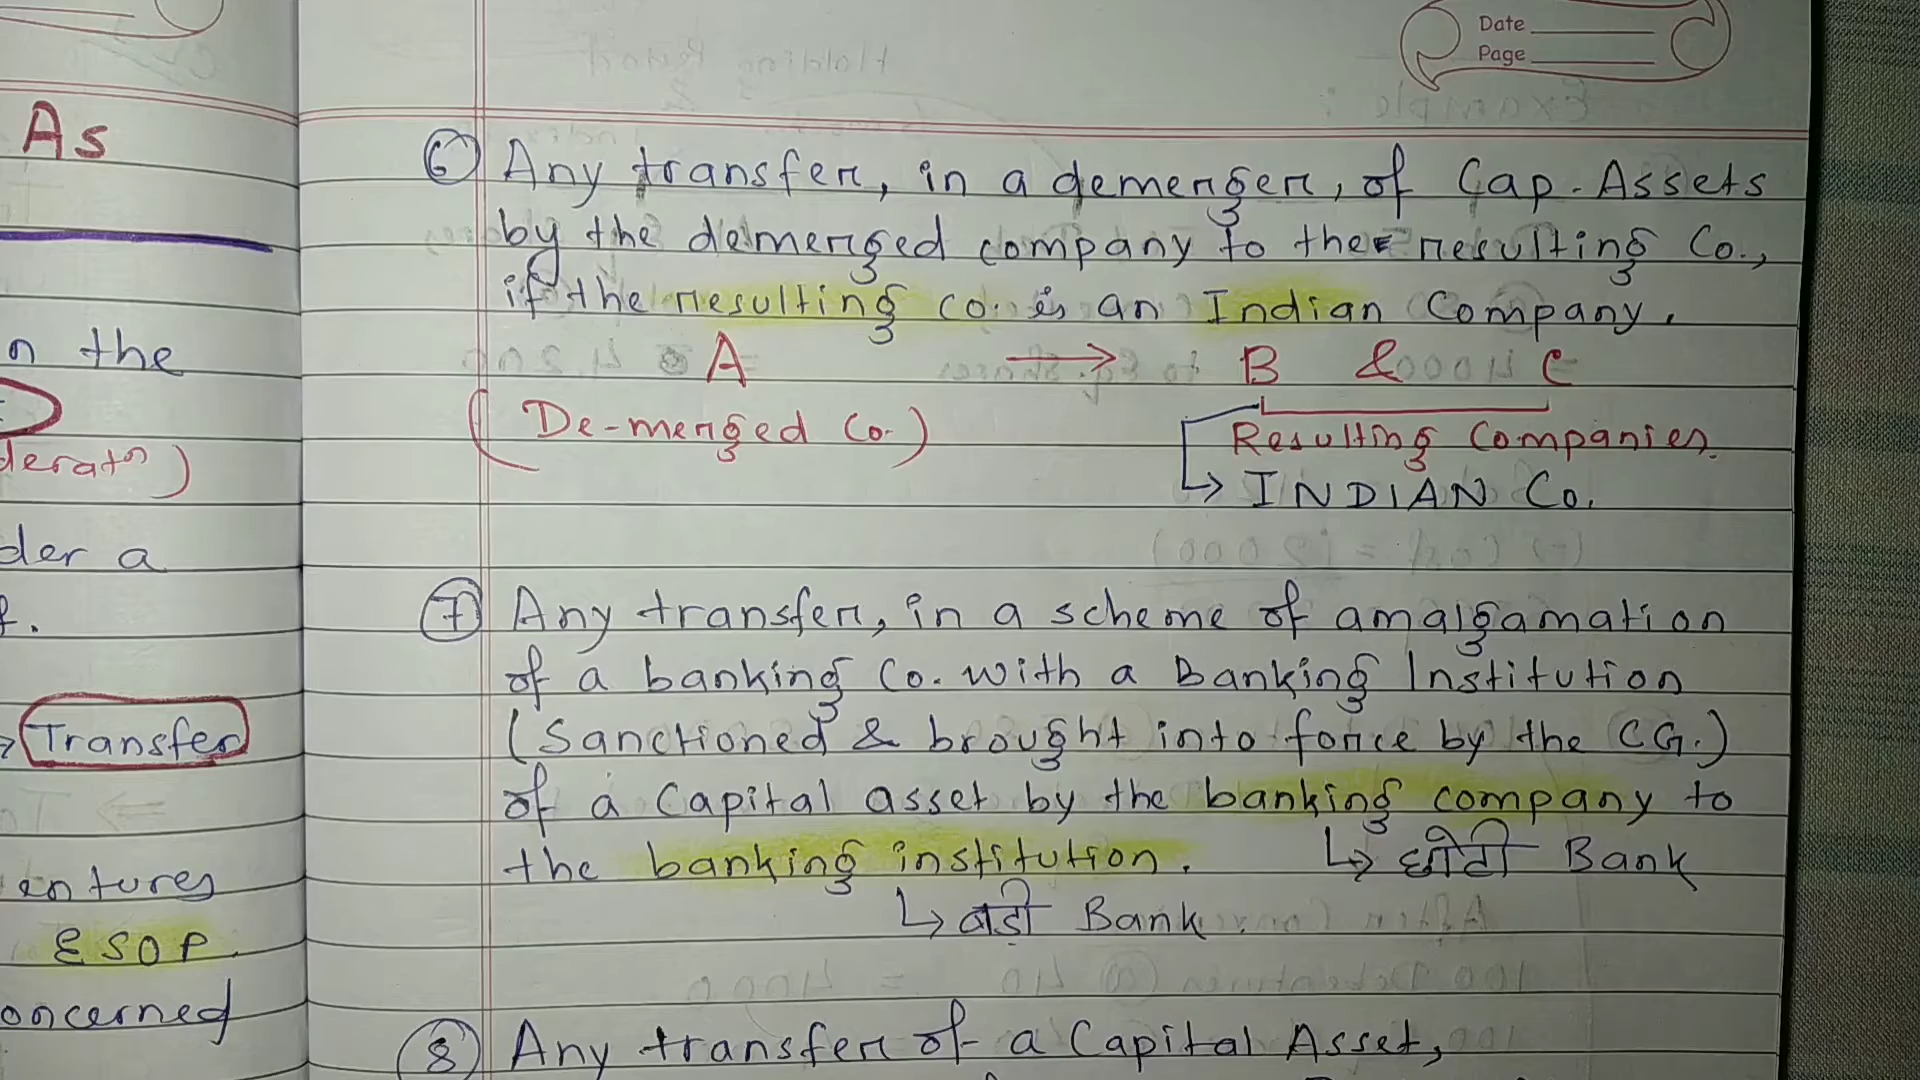 As
n the
deratn)
der a
f.
Transfer
entures
ESOP
oncerned
Date
Page
6 Any transfer, in a demerger, of Cap. Assets
by the demerged company to the resulting Co.,
if the resulting co. is an Indian Company.
A → B & C
(De-merged Co.) Resulting Companies.
↳ INDIAN Co.
7 Any transfer, in a scheme of amalgamation
of a banking Co. with a Banking Institution
(Sanctioned & brought into force by the CG.)
of a Capital asset by the banking company to
the banking institution. ↳ छोटी Bank
↳ बड़ी Bank
8 Any transfer of a Capital Asset,